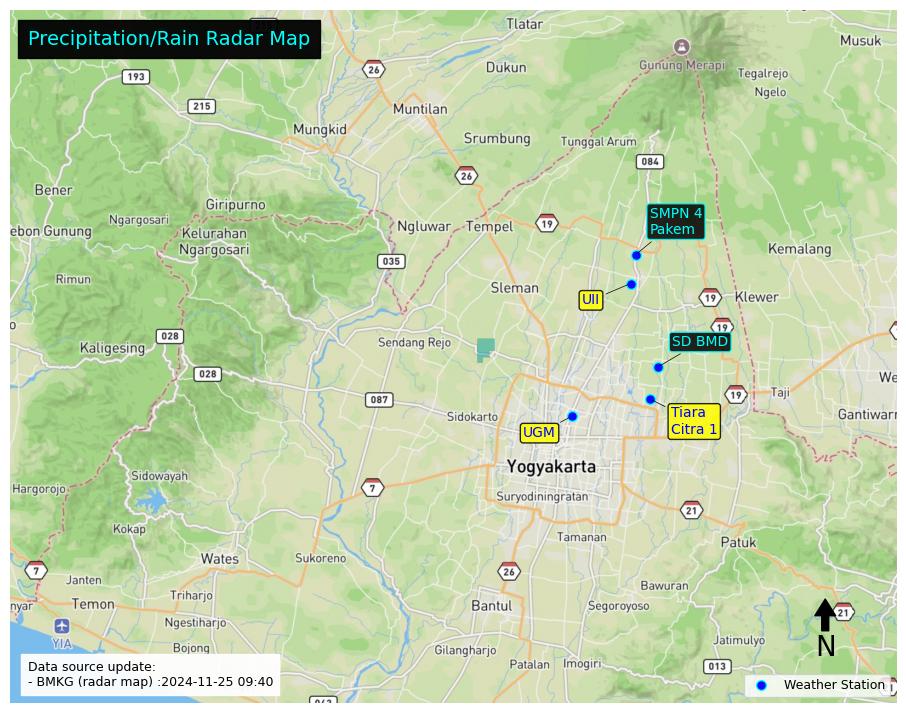 Precipitation/Rain Radar Map
Tlatar
Musuk
26
Dukun
Gunung Merapi
Tegalrejo
193
Ngelo
215
Muntilan
Mungkid
Srumbung
Tunggal Arum
084
26
Bener
Giripurno
SMPN 4
Pakem
Ngargosari
ebon Gunung
Kelurahan
Ngargosari
Ngluwar
Tempel
19
Kemalang
035
Rimun
Sleman
UII
19
Klewer
19
028
Kaligesing
Sendang Rejo
SD BMD
028
We
Taji
19
087
Sidokarto
Tiara
Citra 1
Gantiwarn
UGM
Yogyakarta
Sidowayah
Hargorejo
7
Suryodiningratan
21
Kokap
Tamanan
Patuk
Wates
Sukoreno
7
26
Janten
Bawuran
Triharjo
nyar
Temon
Bantul
Segoroyoso
21
Ngestiharjo
YIA
Jatimulyo
N
Bojong
Gilangharjo
Patalan
Imogiri
013
Data source update:
- BMKG (radar map) :2024-11-25 09:40
Weather Station